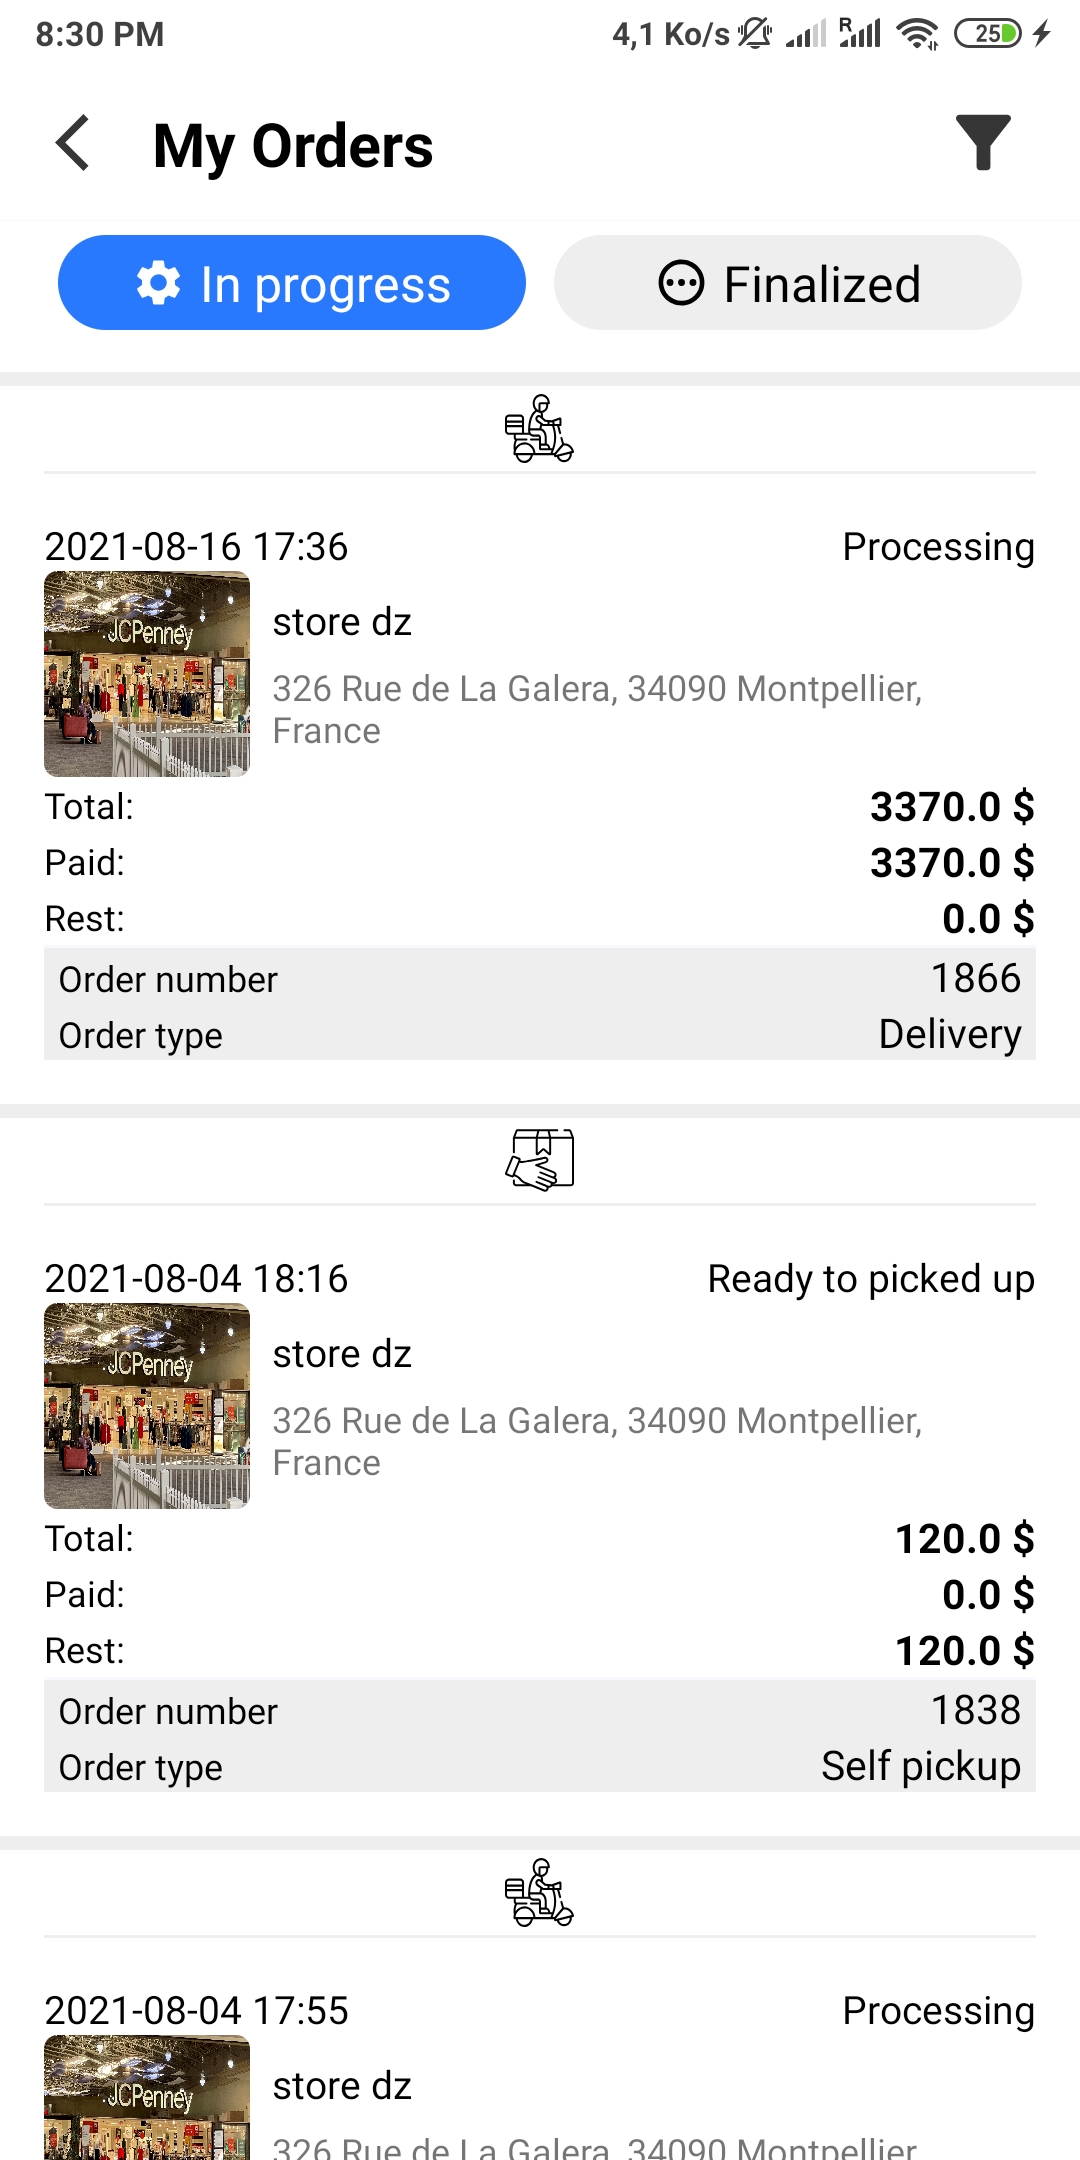 8:30 PM 4,1 Ko/s R 25
My Orders
In progress Finalized
2021-08-16 17:36 Processing
JCPenney
store dz
326 Rue de La Galera, 34090 Montpellier,
France
Total: 3370.0 $
Paid: 3370.0 $
Rest: 0.0 $
Order number 1866
Order type Delivery
2021-08-04 18:16 Ready to picked up
JCPenney
store dz
326 Rue de La Galera, 34090 Montpellier,
France
Total: 120.0 $
Paid: 0.0 $
Rest: 120.0 $
Order number 1838
Order type Self pickup
2021-08-04 17:55 Processing
JCPenney
store dz
326 Rue de La Galera, 34090 Montpellier